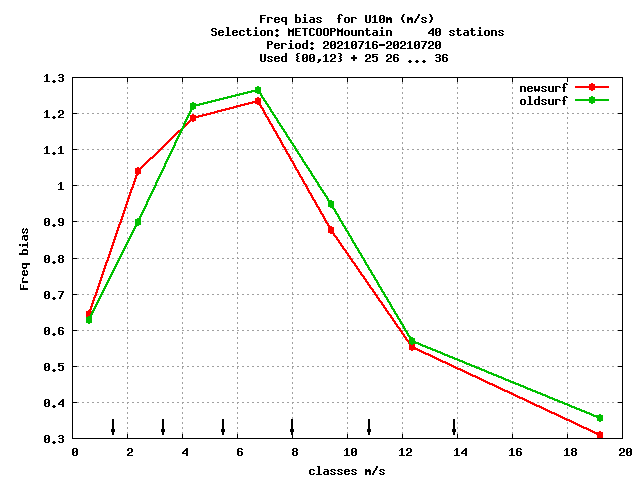 Freq bias  for U10m (m/s)
Selection: METCOOPMountain     40 stations
Period: 20210716-20210720
Used {00,12} + 25 26 ... 36
newsurf
oldsurf
1.3
1.2
1.1
1
0.9
0.8
0.7
0.6
0.5
0.4
0.3
Freq bias
0 2 4 6 8 10 12 14 16 18 20
classes m/s